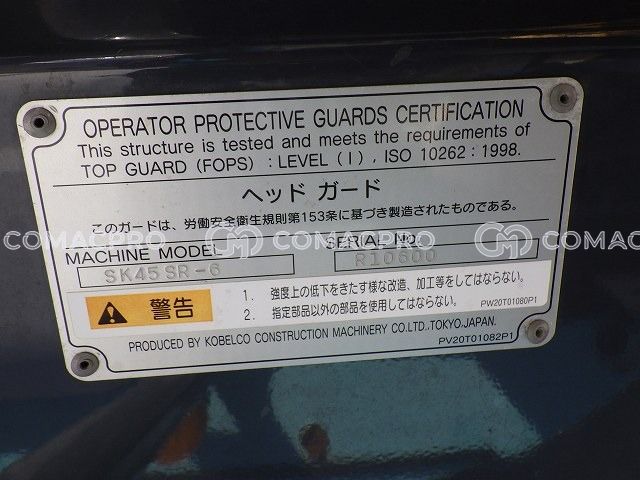 OPERATOR PROTECTIVE GUARDS CERTIFICATION
This structure is tested and meets the requirements of
TOP GUARD (FOPS) : LEVEL (I), ISO 10262 : 1998.
ヘッド ガード
このガードは、労働安全衛生規則第153条に基づき製造されたものである。
COMACPRO COMACPRO COMACPRO
MACHINE MODEL SERIAL NO.
SK45SR-6 R10600
警告
1. 強度上の低下をきたす様な改造、加工等をしてはならない。
2. 指定部品以外の部品を使用してはならない。 PW20T01080P1
PRODUCED BY KOBELCO CONSTRUCTION MACHINERY CO.LTD.,TOKYO.JAPAN.
PV20T01082P1